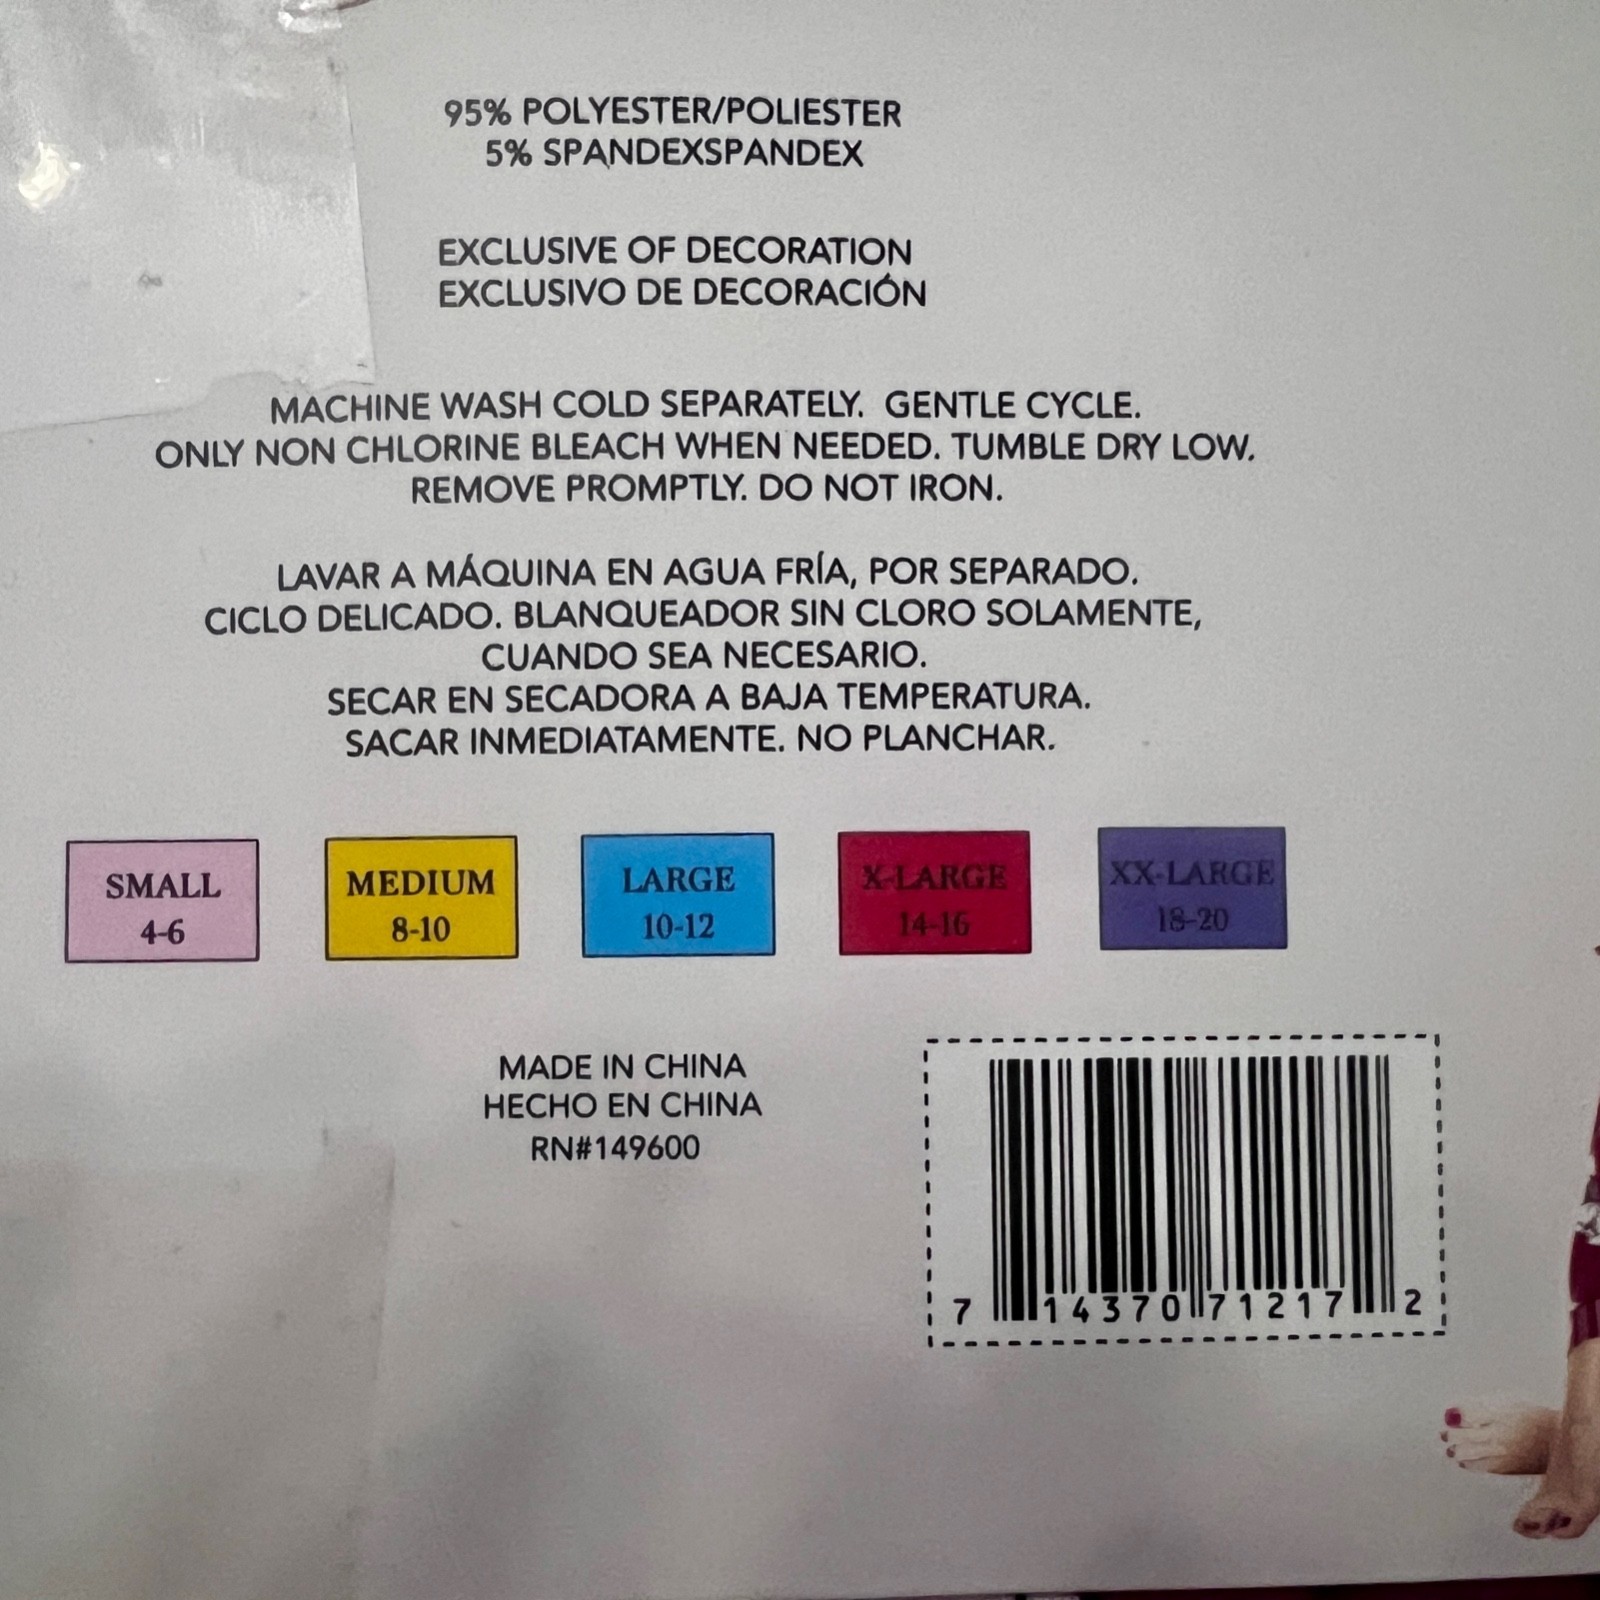 95% POLYESTER/POLIESTER
5% SPANDEXSPANDEX
EXCLUSIVE OF DECORATION
EXCLUSIVO DE DECORACIÓN
MACHINE WASH COLD SEPARATELY. GENTLE CYCLE.
ONLY NON CHLORINE BLEACH WHEN NEEDED. TUMBLE DRY LOW.
REMOVE PROMPTLY. DO NOT IRON.
LAVAR A MÁQUINA EN AGUA FRÍA, POR SEPARADO.
CICLO DELICADO. BLANQUEADOR SIN CLORO SOLAMENTE,
CUANDO SEA NECESARIO.
SECAR EN SECADORA A BAJA TEMPERATURA.
SACAR INMEDIATAMENTE. NO PLANCHAR.
SMALL
4-6
MEDIUM
8-10
LARGE
10-12
X-LARGE
14-16
XX-LARGE
18-20
MADE IN CHINA
HECHO EN CHINA
RN#149600
7 14370 71217 2